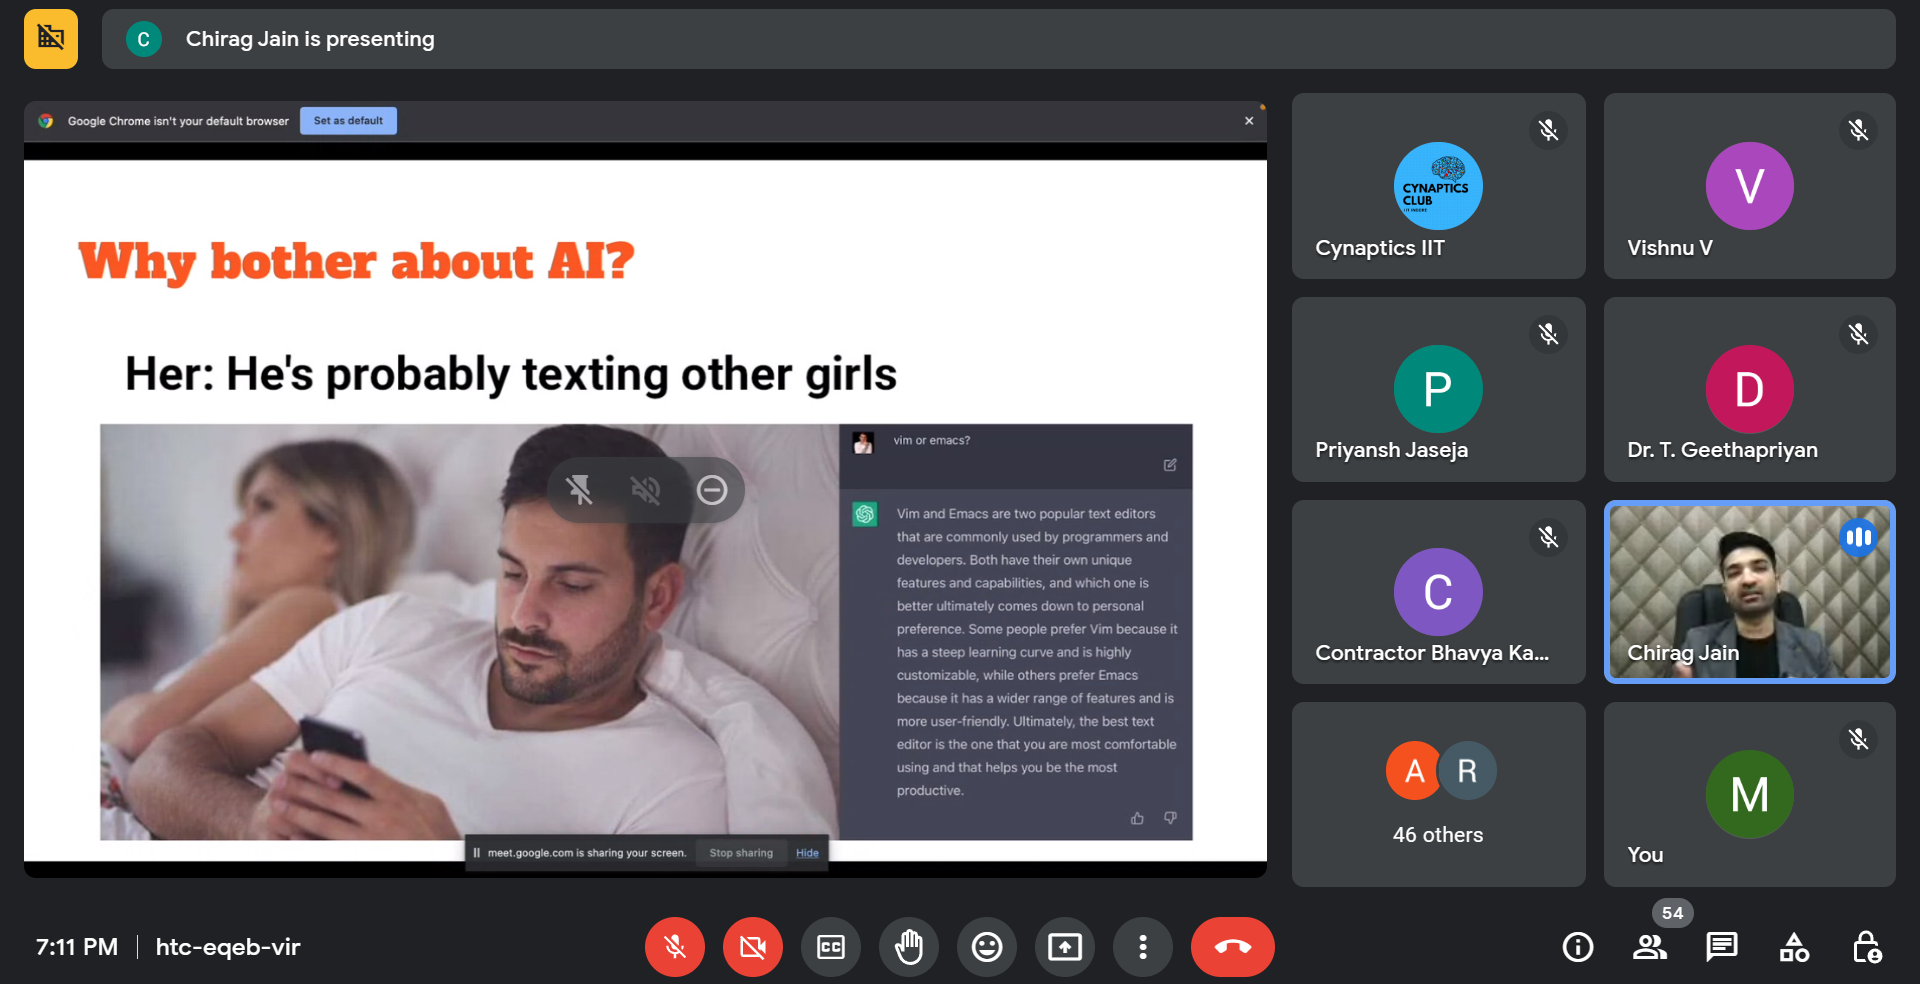 C Chirag Jain is presenting
Google Chrome isn't your default browser Set as default
Why bother about AI?
Her: He's probably texting other girls
vim or emacs?
Vim and Emacs are two popular text editors
that are commonly used by programmers and
developers. Both have their own unique
features and capabilities, and which one is
better ultimately comes down to personal
preference. Some people prefer Vim because it
has a steep learning curve and is highly
customizable, while others prefer Emacs
because it has a wider range of features and is
more user-friendly. Ultimately, the best text
editor is the one that you are most comfortable
using and that helps you be the most
productive.
meet.google.com is sharing your screen. Stop sharing Hide
CYNAPTICS
CLUB
IIT INDORE
Cynaptics IIT
V
Vishnu V
P
Priyansh Jaseja
D
Dr. T. Geethapriyan
C
Contractor Bhavya Ka...
Chirag Jain
A R
46 others
M
You
7:11 PM htc-eqeb-vir
CC
54